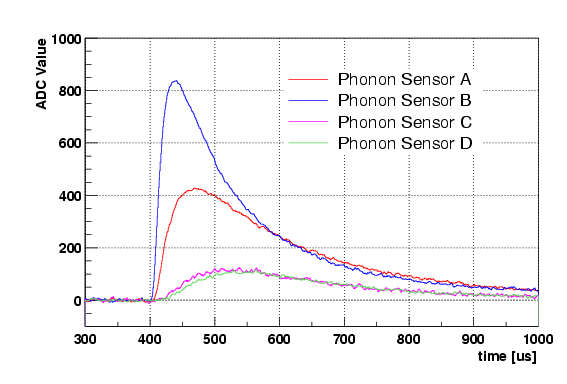 ADC Value
1000
800
600
400
200
0
Phonon Sensor A
Phonon Sensor B
Phonon Sensor C
Phonon Sensor D
300 400 500 600 700 800 900 1000
time [us]